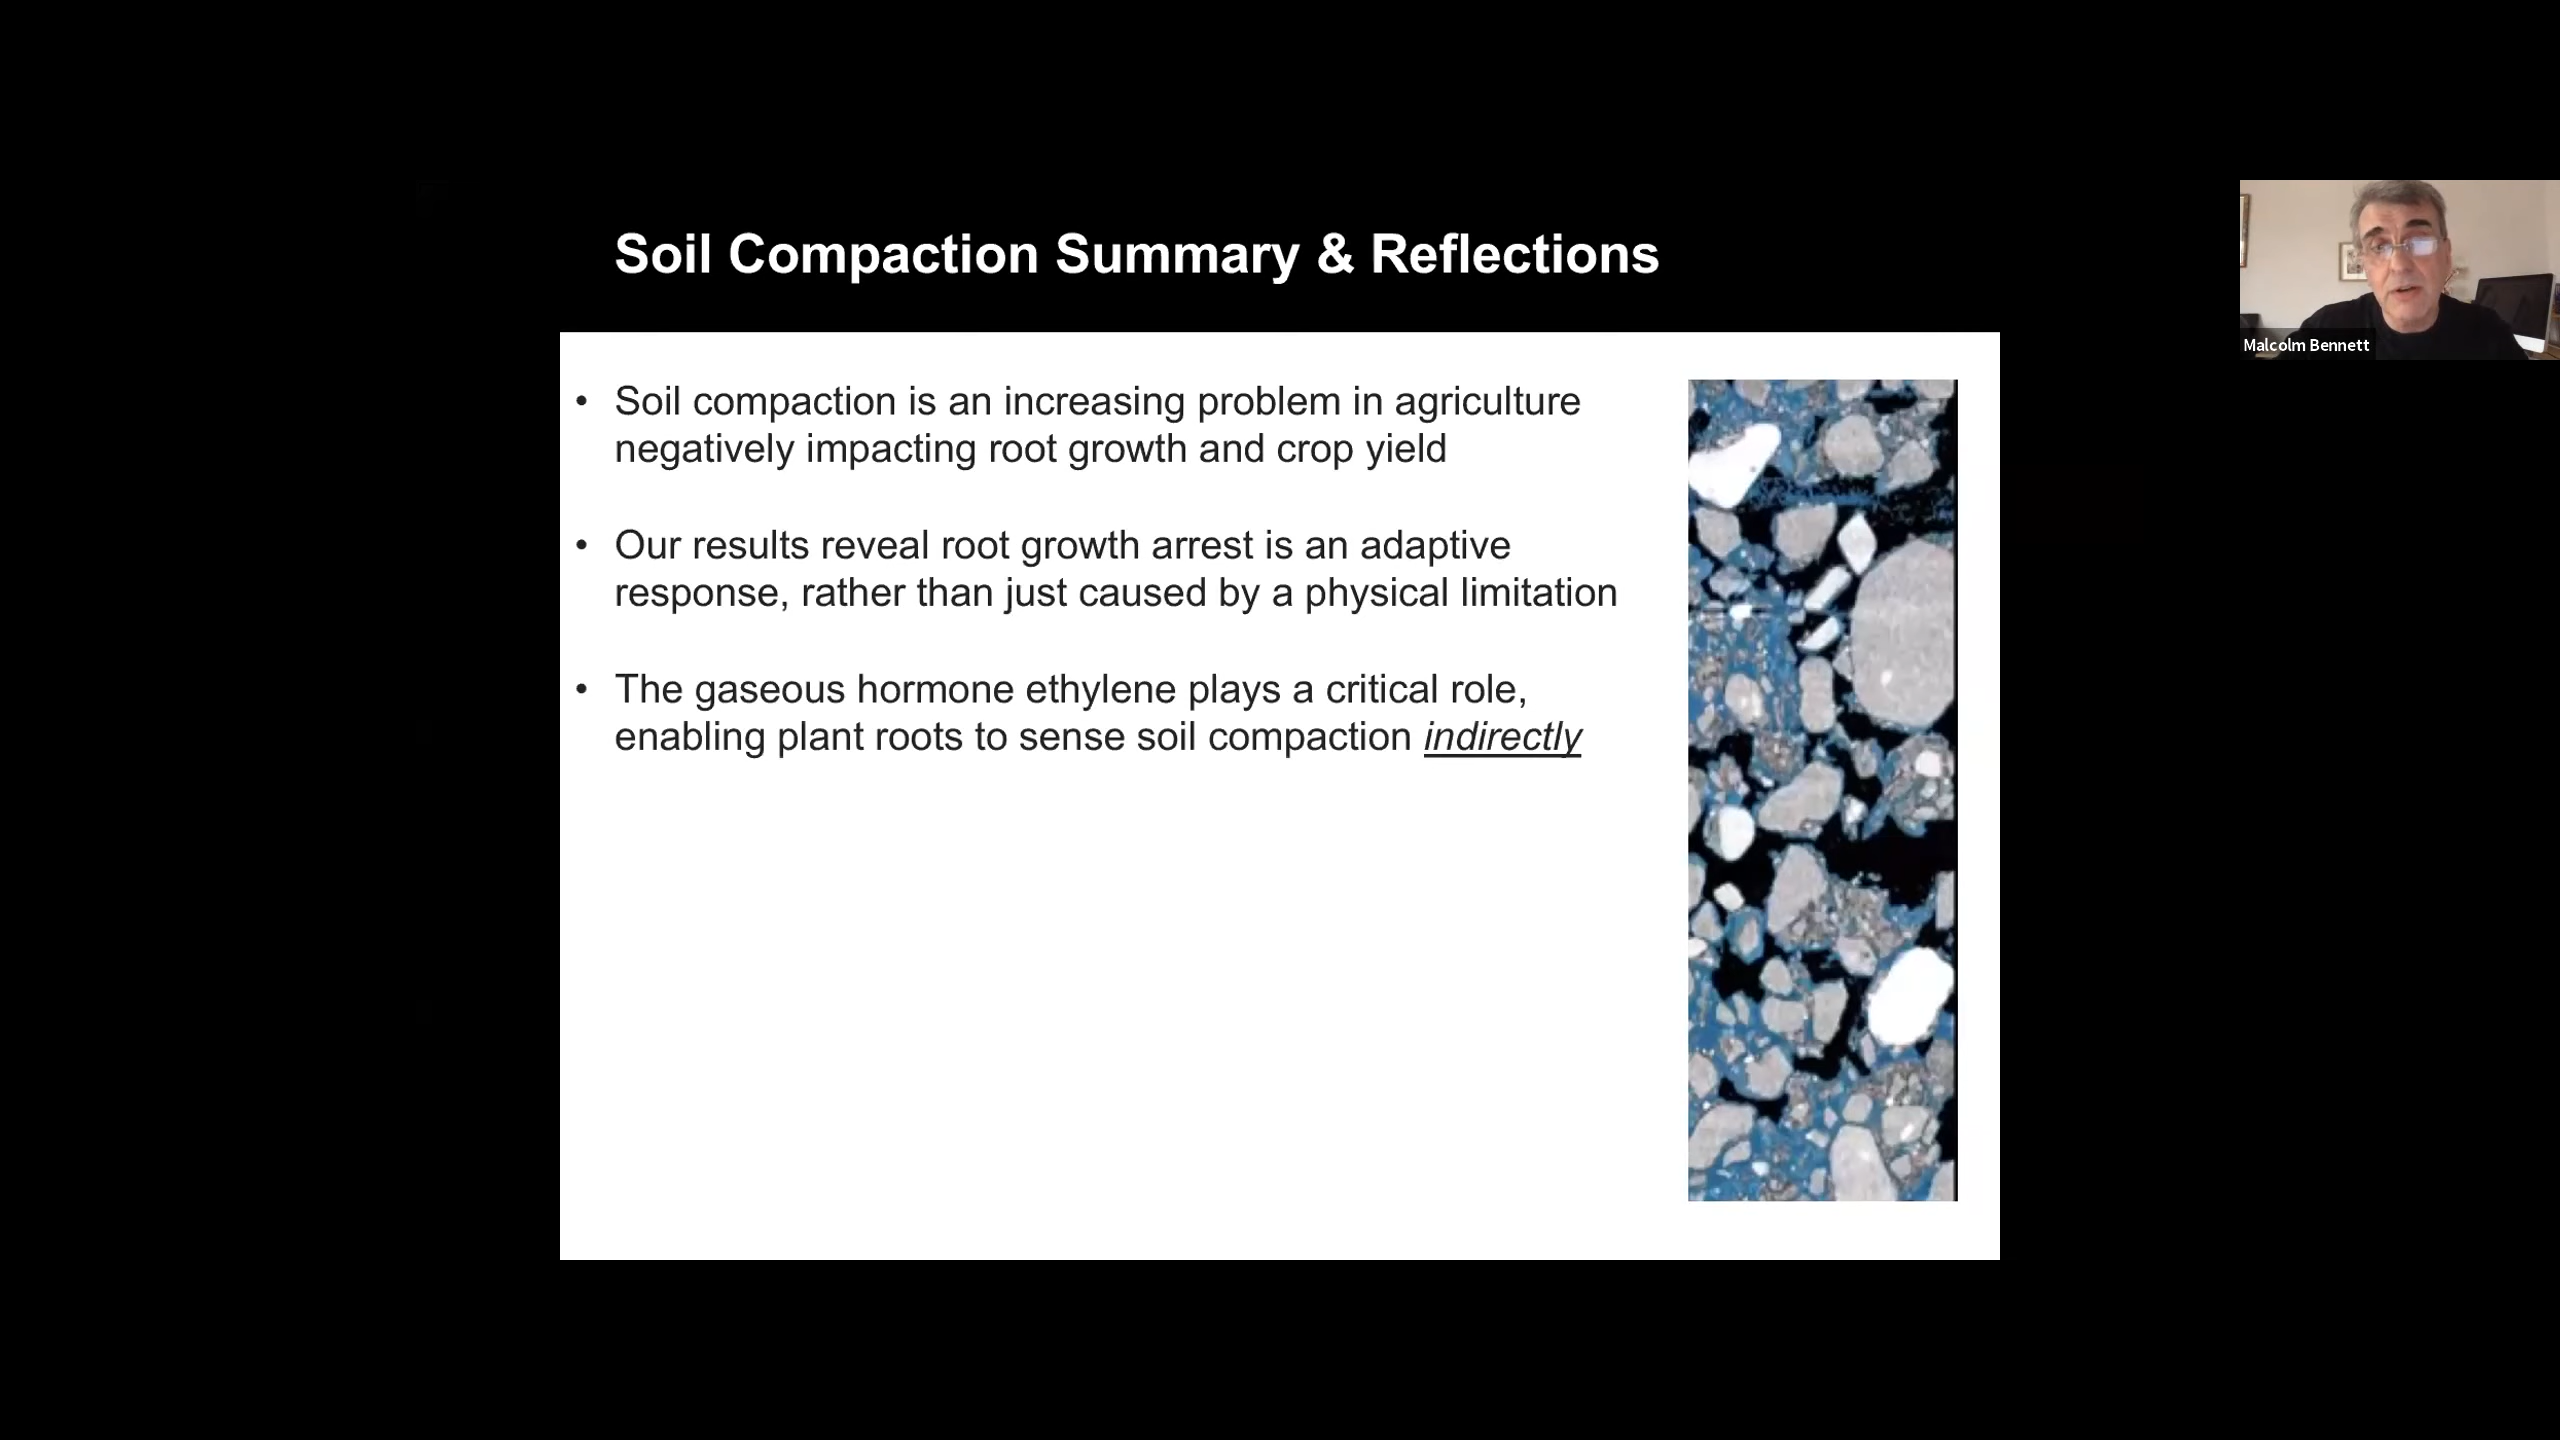 Soil Compaction Summary & Reflections
Malcolm Bennett
• Soil compaction is an increasing problem in agriculture
negatively impacting root growth and crop yield
• Our results reveal root growth arrest is an adaptive
response, rather than just caused by a physical limitation
• The gaseous hormone ethylene plays a critical role,
enabling plant roots to sense soil compaction indirectly